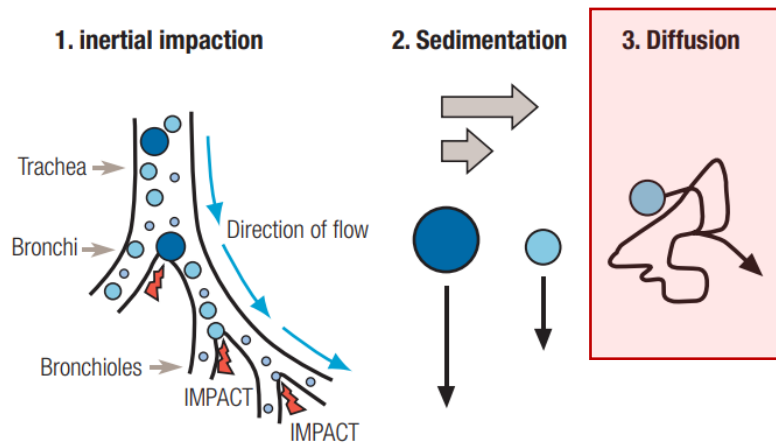 1. inertial impaction
2. Sedimentation
3. Diffusion
Trachea
Direction of flow
Bronchi
Bronchioles
IMPACT
IMPACT